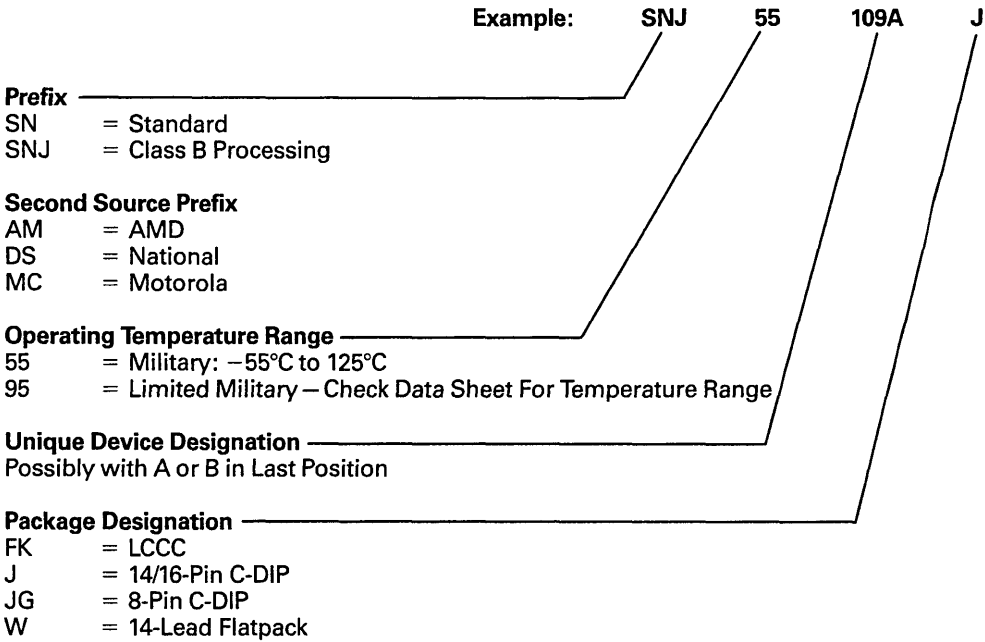 Example: SNJ 55 109A J
Prefix
SN = Standard
SNJ = Class B Processing
Second Source Prefix
AM = AMD
DS = National
MC = Motorola
Operating Temperature Range
55 = Military: −55°C to 125°C
95 = Limited Military — Check Data Sheet For Temperature Range
Unique Device Designation
Possibly with A or B in Last Position
Package Designation
FK = LCCC
J = 14/16-Pin C-DIP
JG = 8-Pin C-DIP
W = 14-Lead Flatpack